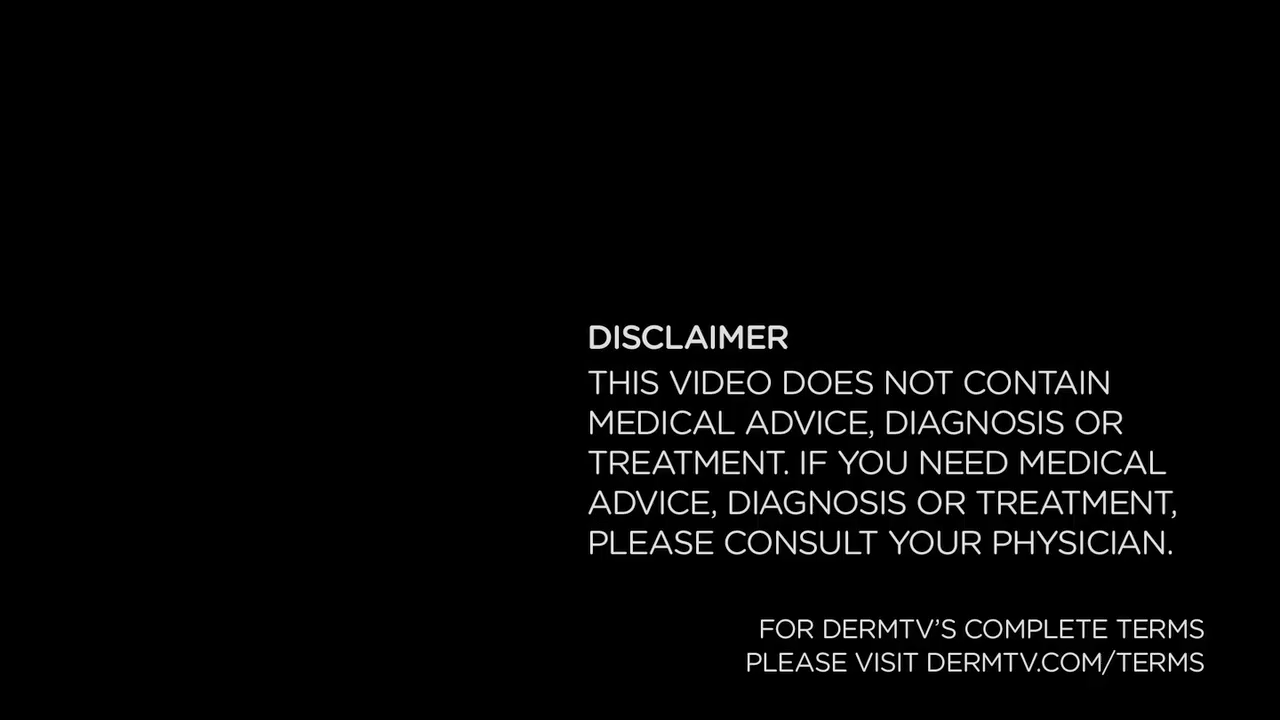 DISCLAIMER
THIS VIDEO DOES NOT CONTAIN
MEDICAL ADVICE, DIAGNOSIS OR
TREATMENT. IF YOU NEED MEDICAL
ADVICE, DIAGNOSIS OR TREATMENT,
PLEASE CONSULT YOUR PHYSICIAN.
FOR DERMTV’S COMPLETE TERMS
PLEASE VISIT DERMTV.COM/TERMS